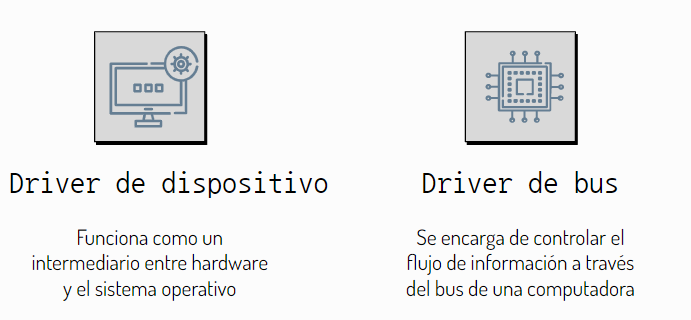 Driver de dispositivo
Funciona como un
intermediario entre hardware
y el sistema operativo
Driver de bus
Se encarga de controlar el
flujo de información a través
del bus de una computadora